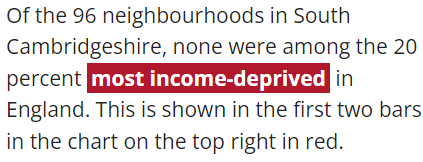 Of the 96 neighbourhoods in South
Cambridgeshire, none were among the 20
percent most income-deprived in
England. This is shown in the first two bars
in the chart on the top right in red.